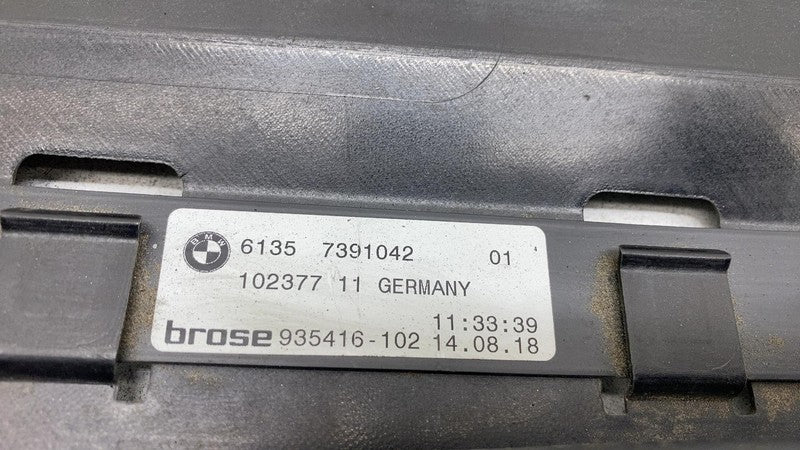 BMW 6135 7391042 01
102377 11 GERMANY
11:33:39
brose 935416-102 14.08.18